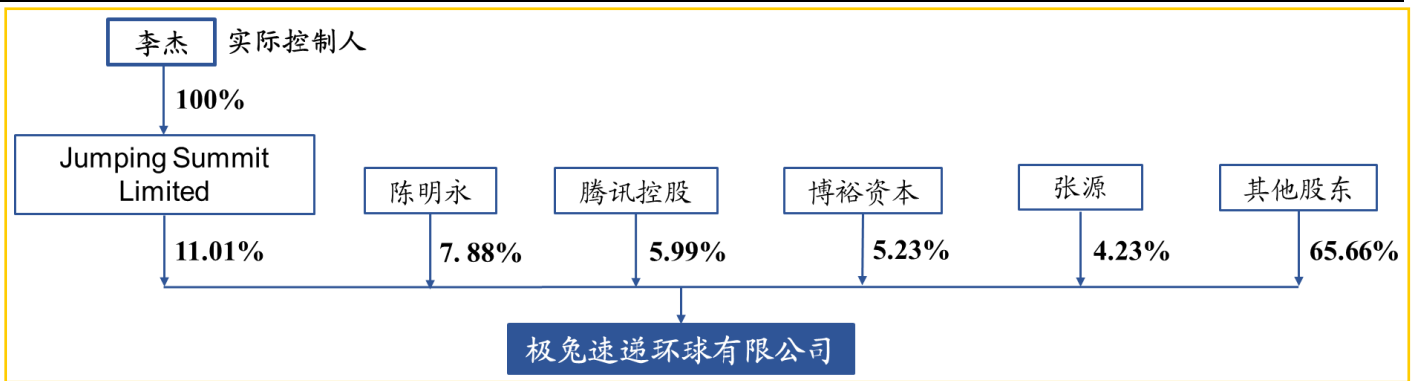 李杰 实际控制人
100%
Jumping Summit
Limited
陈明永
腾讯控股
博裕资本
张源
其他股东
11.01%
7. 88%
5.99%
5.23%
4.23%
65.66%
极兔速递环球有限公司